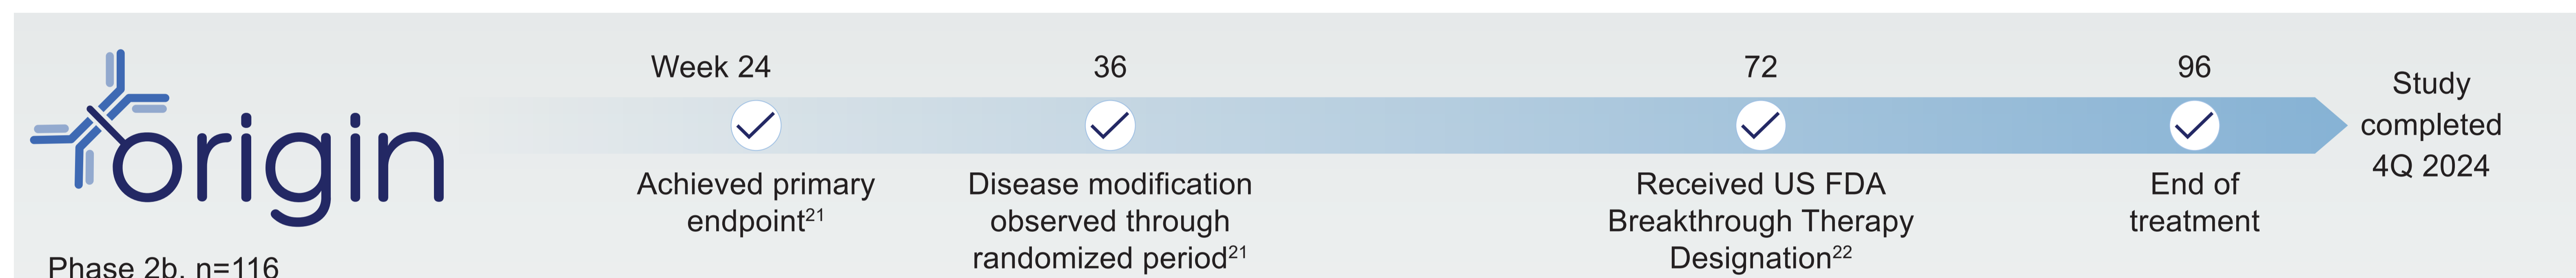 origin
Phase 2b, n=116
Week 24
Achieved primary
endpoint21
36
Disease modification
observed through
randomized period21
72
Received US FDA
Breakthrough Therapy
Designation22
96
End of
treatment
Study
completed
4Q 2024